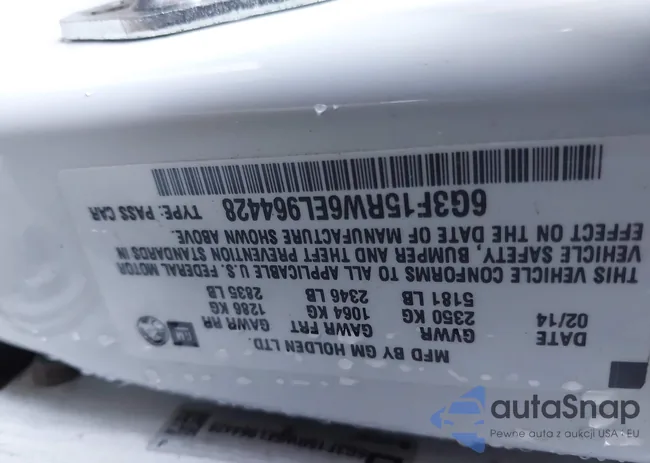 MFD BY GM HOLDEN LTD.
DATE GVWR GAWR FRT GAWR RR
02/14 2350 KG 1064 KG 1286 KG
5181 LB 2346 LB 2835 LB
THIS VEHICLE CONFORMS TO ALL APPLICABLE U.S. FEDERAL MOTOR
VEHICLE SAFETY, BUMPER AND THEFT PREVENTION STANDARDS IN
EFFECT ON THE DATE OF MANUFACTURE SHOWN ABOVE.
6G3F15RW6EL964428 TYPE: PASS CAR
GM
autaSnap
Pewne auta z aukcji USA i EU